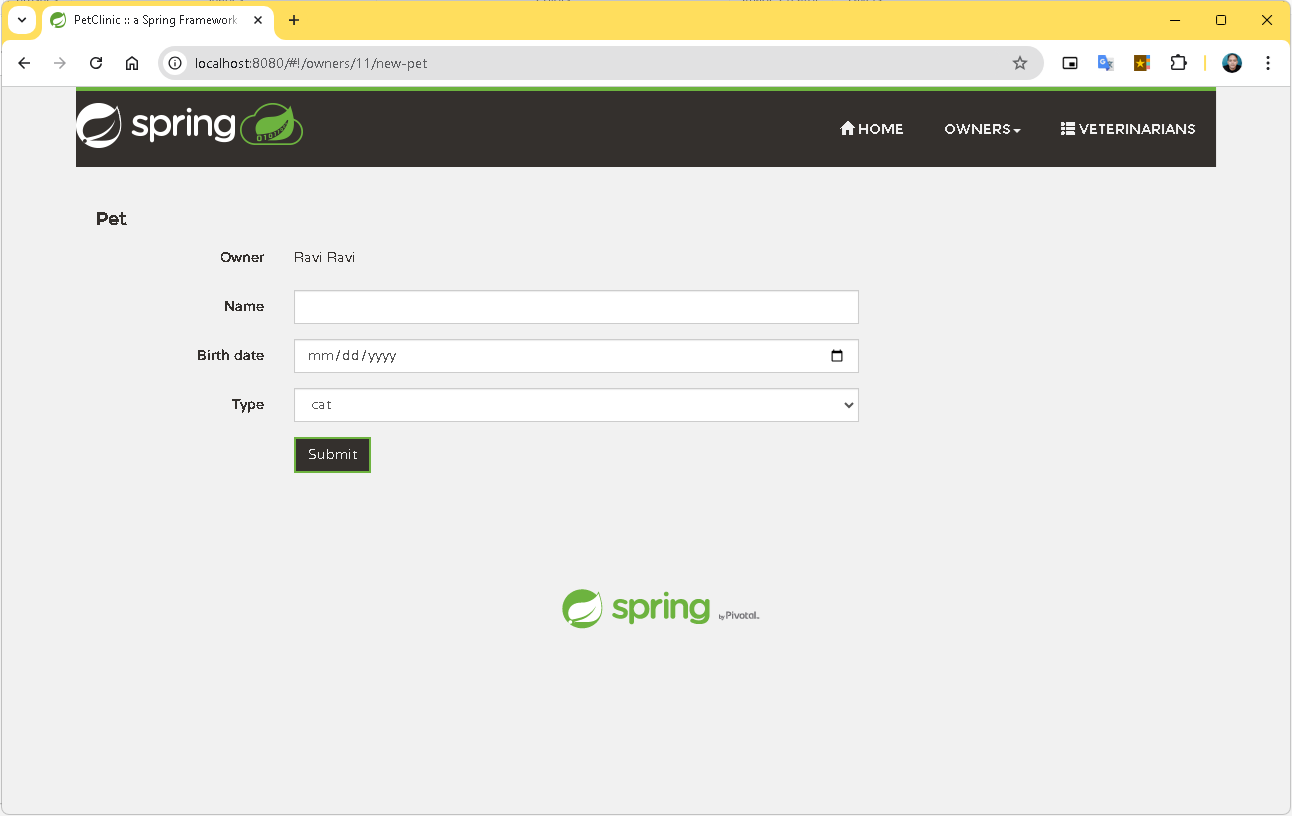 PetClinic :: a Spring Framework
localhost:8080/#!/owners/11/new-pet
spring
HOME OWNERS VETERINARIANS
Pet
Owner Ravi Ravi
Name
Birth date mm/dd/yyyy
Type cat
Submit
spring by Pivotal